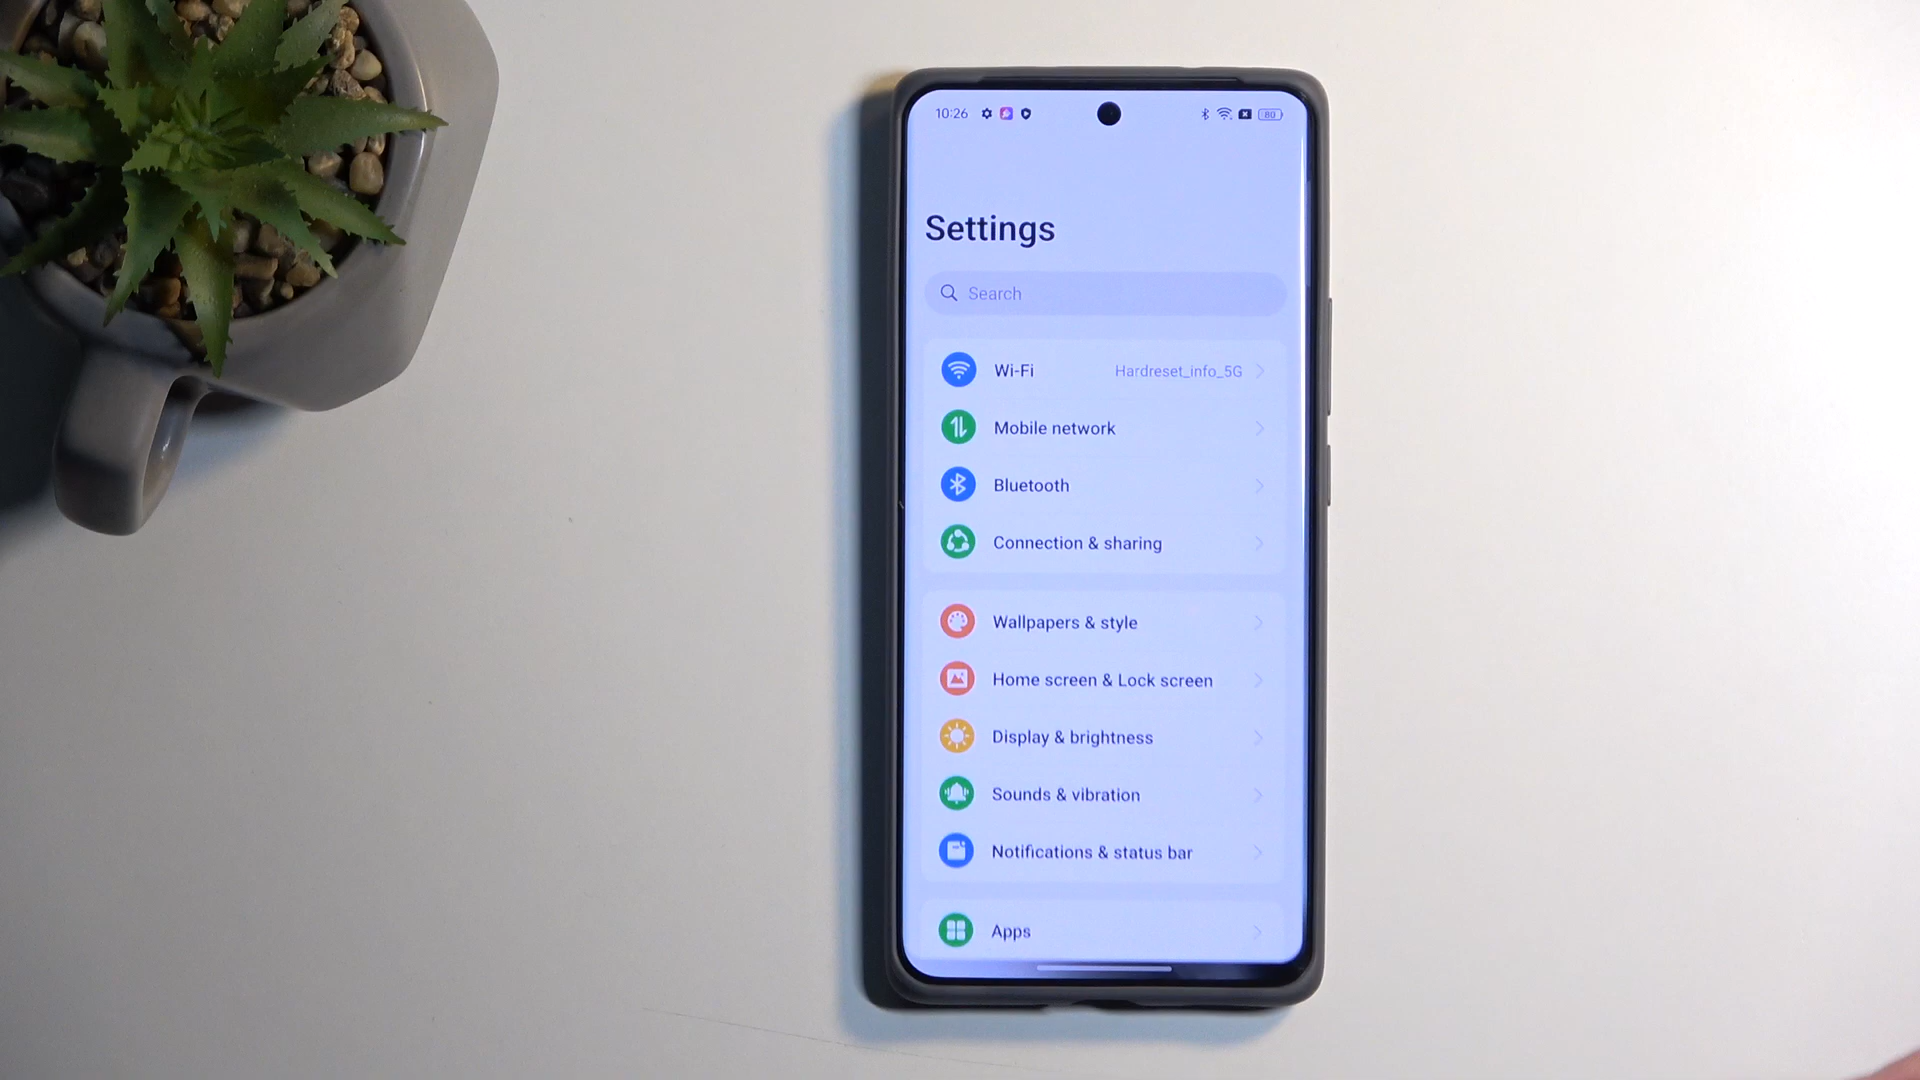 10:26
80
Settings
Search
Wi-Fi Hardreset_info_5G
Mobile network
Bluetooth
Connection & sharing
Wallpapers & style
Home screen & Lock screen
Display & brightness
Sounds & vibration
Notifications & status bar
Apps